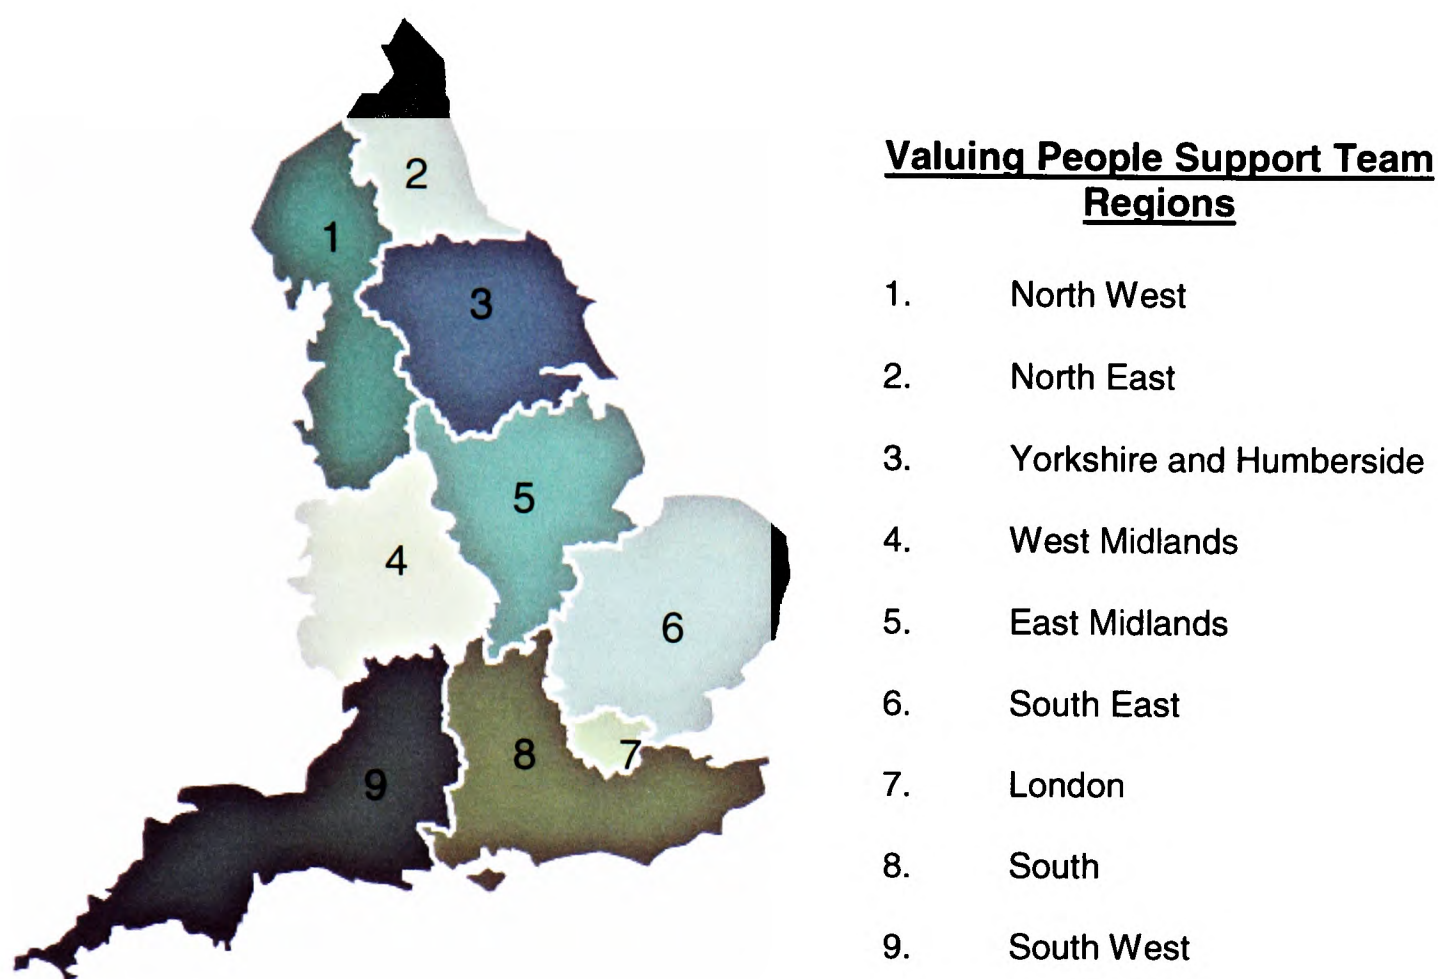 2
1
3
5
4
6
7
8
9
Valuing People Support Team
Regions
1. North West
2. North East
3. Yorkshire and Humberside
4. West Midlands
5. East Midlands
6. South East
7. London
8. South
9. South West